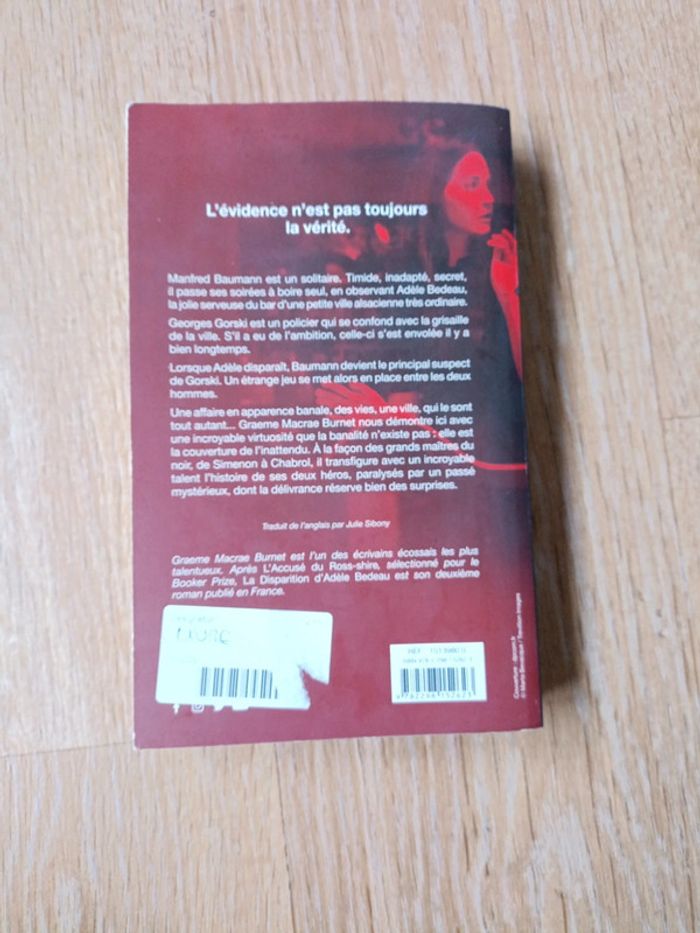 L'évidence n'est pas toujours
la vérité.
Manfred Baumann est un solitaire. Timide, inadapté, secret,
il passe ses soirées à boire seul, en observant Adèle Bedeau,
la jolie serveuse du bar d'une petite ville alsacienne très ordinaire.
Georges Gorski est un policier qui se confond avec la grisaille
de la ville. S'il a eu de l'ambition, celle-ci s'est envolée il y a
bien longtemps.
Lorsque Adèle disparaît, Baumann devient le principal suspect
de Gorski. Un étrange jeu se met alors en place entre les deux
hommes.
Une affaire en apparence banale, des vies, une ville, qui le sont
tout autant... Graeme Macrae Burnet nous démontre ici avec
une incroyable virtuosité que la banalité n'existe pas : elle est
la couverture de l'inattendu. À la façon des grands maîtres du
noir, de Simenon à Chabrol, il transfigure avec un incroyable
talent l'histoire de ses deux héros, paralysés par un passé
mystérieux, dont la délivrance réserve bien des surprises.
Traduit de l'anglais par Julie Sibony
Graeme Macrae Burnet est l'un des écrivains écossais les plus
talentueux. Après L'Accusé du Ross-shire, sélectionné pour le
Booker Prize, La Disparition d'Adèle Bedeau est son deuxième
roman publié en France.
9 782298 152623